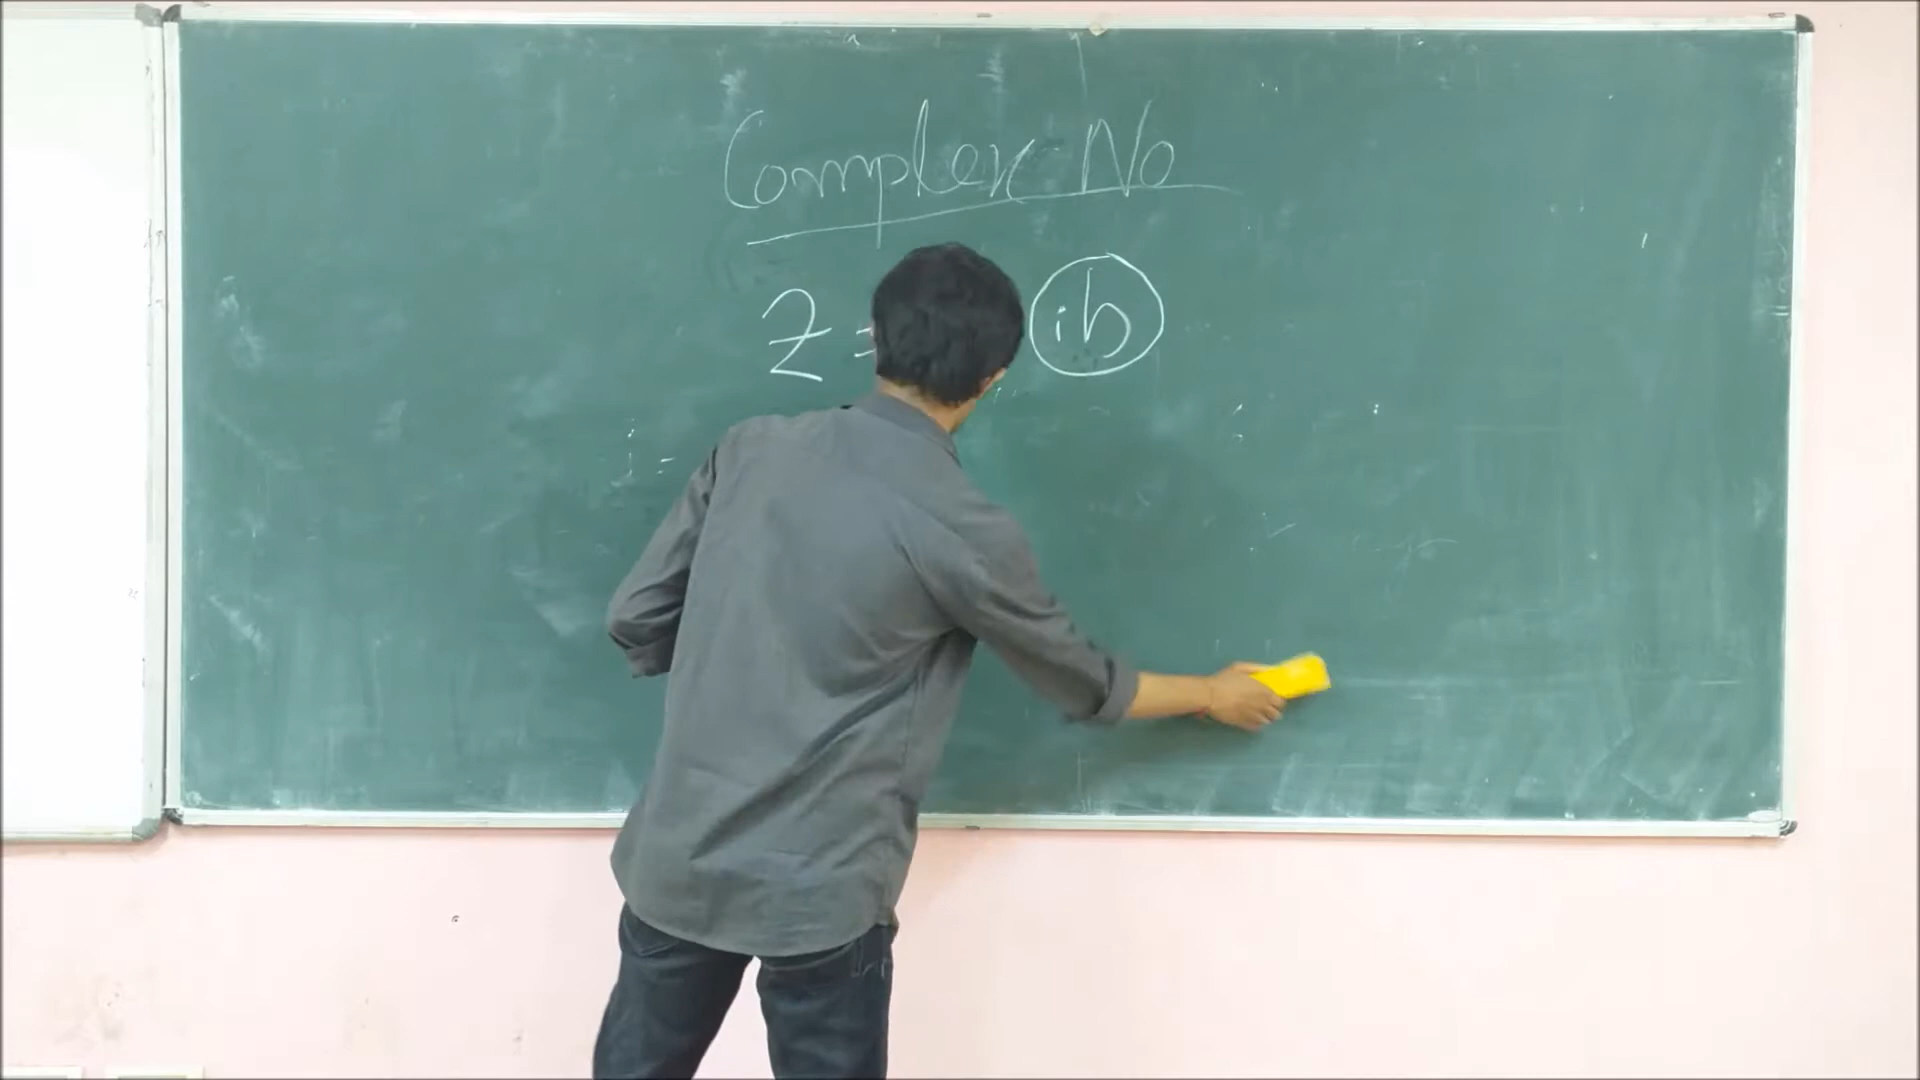 Complex No
Z = ib
i =